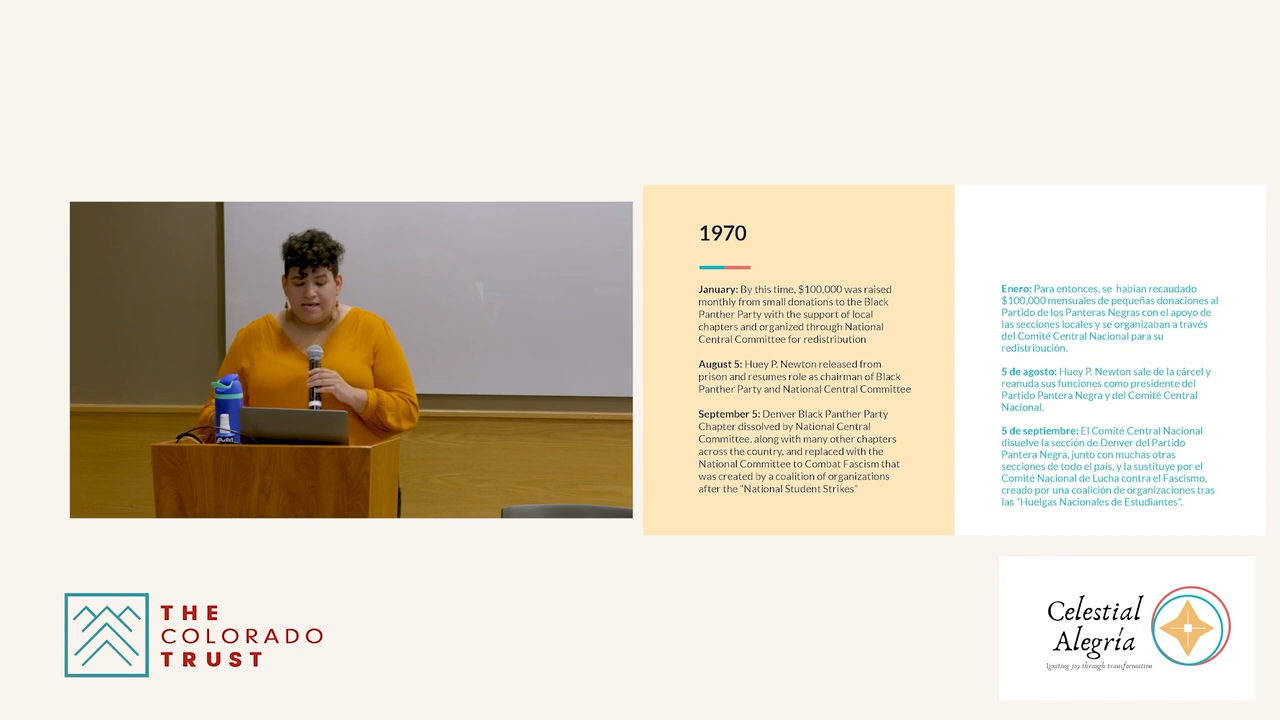 1970
January: By this time, $100,000 was raised
monthly from small donations to the Black
Panther Party with the support of local
chapters and organized through National
Central Committee for redistribution
August 5: Huey P. Newton released from
prison and resumes role as chairman of Black
Panther Party and National Central Committee
September 5: Denver Black Panther Party
Chapter dissolved by National Central
Committee, along with many other chapters
across the country, and replaced with the
National Committee to Combat Fascism that
was created by a coalition of organizations
after the "National Student Strikes"
Enero: Para entonces, se habían recaudado
$100,000 mensuales de pequeñas donaciones al
Partido de los Panteras Negras con el apoyo de
las secciones locales y se organizaban a través
del Comité Central Nacional para su
redistribución.
5 de agosto: Huey P. Newton sale de la cárcel y
reanuda sus funciones como presidente del
Partido Pantera Negra y del Comité Central
Nacional.
5 de septiembre: El Comité Central Nacional
disuelve la sección de Denver del Partido
Pantera Negra, junto con muchas otras
secciones de todo el país, y la sustituye por el
Comité Nacional de Lucha contra el Fascismo,
creado por una coalición de organizaciones tras
las "Huelgas Nacionales de Estudiantes".
THE
COLORADO
TRUST
Celestial
Alegría
Igniting joy through transformation